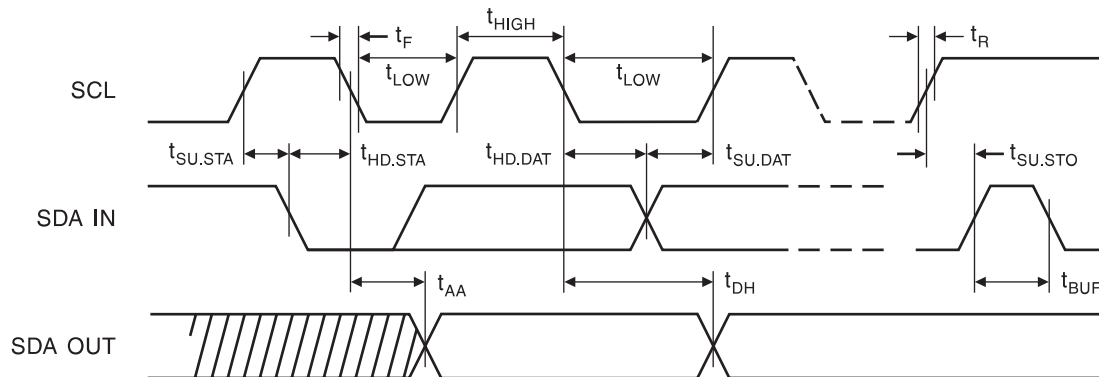 tHIGH
tF
tR
tLOW
tLOW
SCL
tSU.STA
tHD.STA
tHD.DAT
tSU.DAT
tSU.STO
SDA IN
tAA
tDH
tBUF
SDA OUT